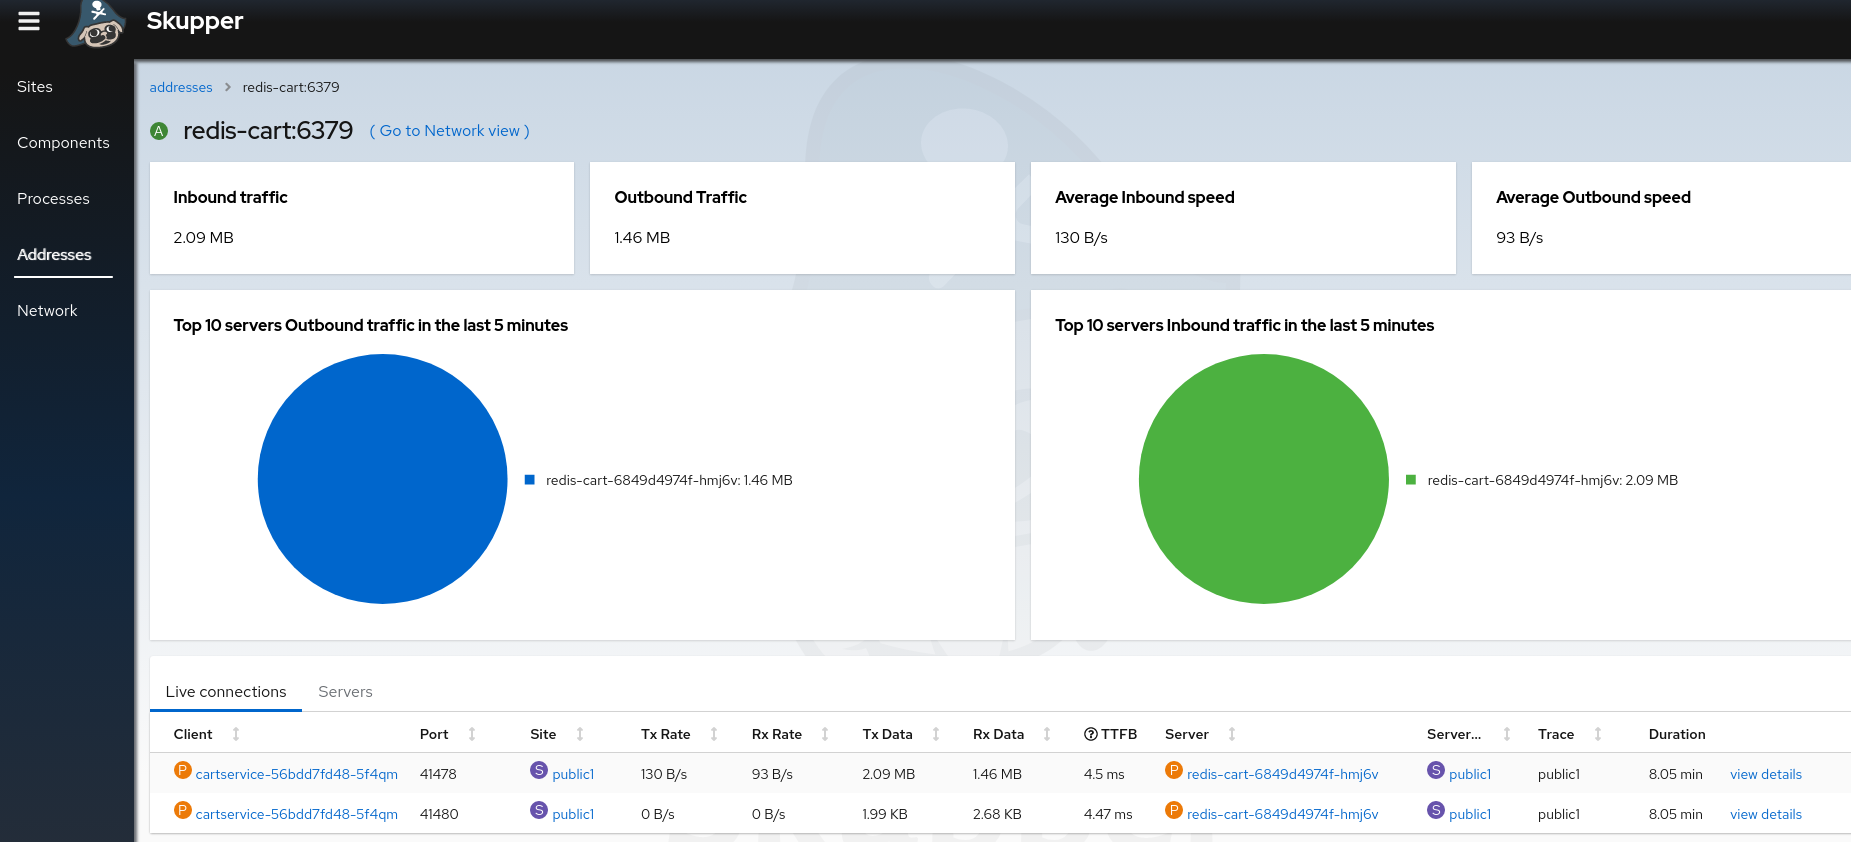 Skupper
Sites
Components
Processes
Addresses
Network
addresses > redis-cart:6379
A redis-cart:6379 ( Go to Network view )
Inbound traffic
2.09 MB
Outbound Traffic
1.46 MB
Average Inbound speed
130 B/s
Average Outbound speed
93 B/s
Top 10 servers Outbound traffic in the last 5 minutes
redis-cart-6849d4974f-hmj6v: 1.46 MB
Top 10 servers Inbound traffic in the last 5 minutes
redis-cart-6849d4974f-hmj6v: 2.09 MB
Live connections Servers
Client Port Site Tx Rate Rx Rate Tx Data Rx Data ? TTFB Server Server... Trace Duration
P cartservice-56bdd7fd48-5f4qm 41478 S public1 130 B/s 93 B/s 2.09 MB 1.46 MB 4.5 ms P redis-cart-6849d4974f-hmj6v S public1 public1 8.05 min view details
P cartservice-56bdd7fd48-5f4qm 41480 S public1 0 B/s 0 B/s 1.99 KB 2.68 KB 4.47 ms P redis-cart-6849d4974f-hmj6v S public1 public1 8.05 min view details